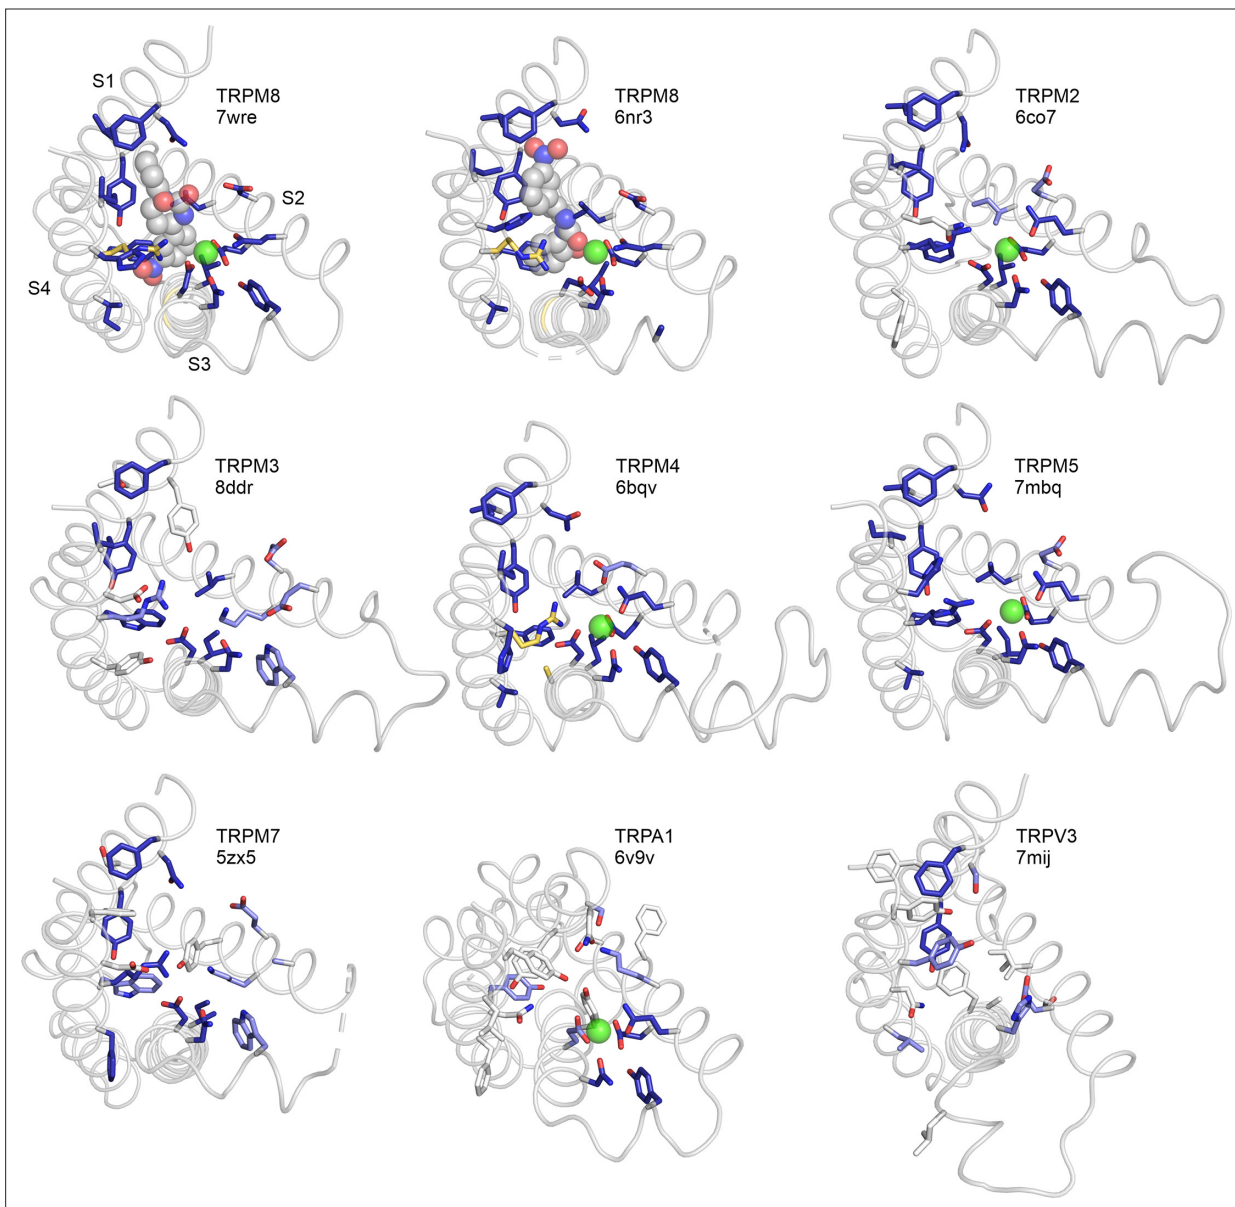 S1
TRPM8
7wre
S2
S4
S3
TRPM8
6nr3
TRPM2
6co7
TRPM3
8ddr
TRPM4
6bqv
TRPM5
7mbq
TRPM7
5zx5
TRPA1
6v9v
TRPV3
7mij